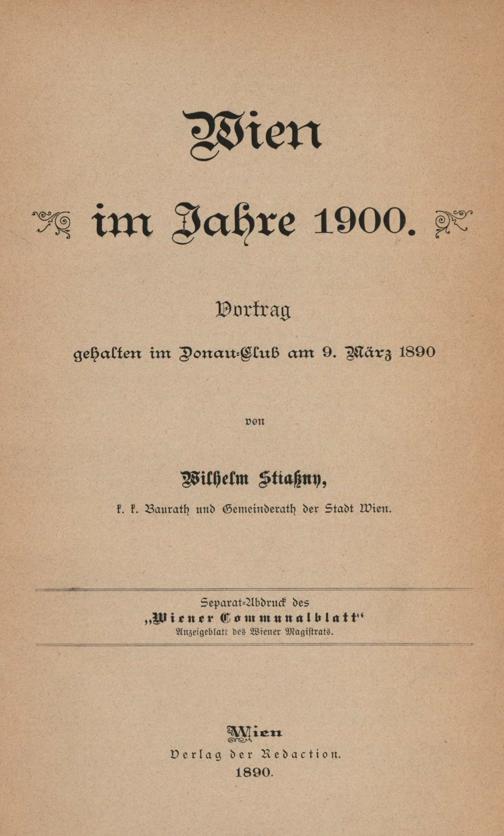 Wien
im Jahre 1900.
Vortrag
gehalten im Donau-Club am 9. März 1890
von
Wilhelm Stiaßny,
k. k. Baurath und Gemeinderath der Stadt Wien.
Separat-Abdruck des
„Wiener Communalblatt“
Anzeigeblatt des Wiener Magistrats.
Wien
Verlag der Redaction.
1890.